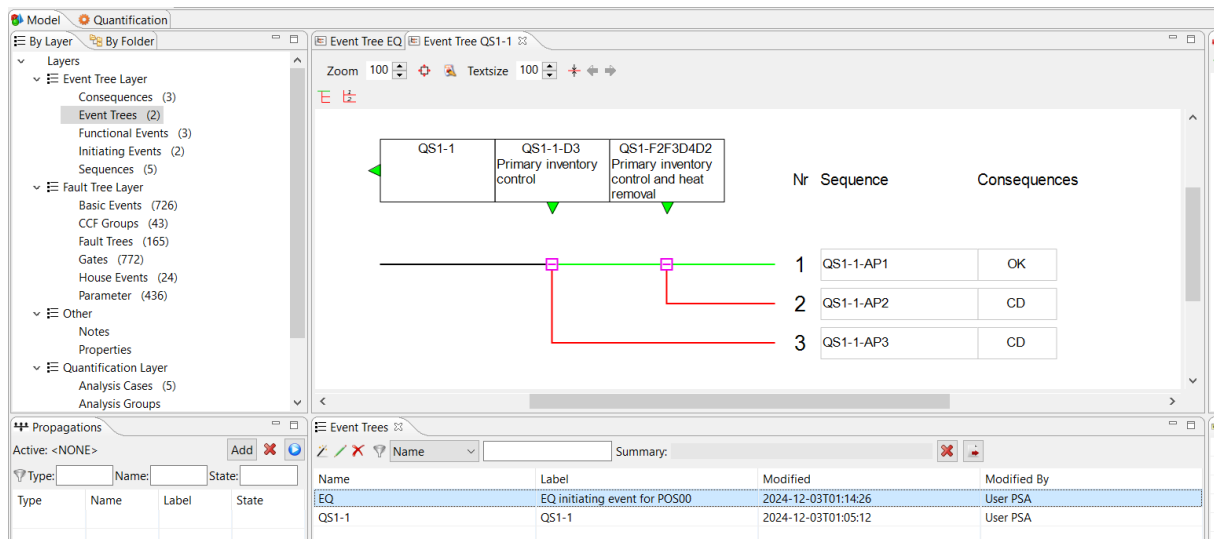 Model Quantification
By Layer By Folder
Layers
Event Tree Layer
Consequences (3)
Event Trees (2)
Functional Events (3)
Initiating Events (2)
Sequences (5)
Fault Tree Layer
Basic Events (726)
CCF Groups (43)
Fault Trees (165)
Gates (772)
House Events (24)
Parameter (436)
Other
Notes
Properties
Quantification Layer
Analysis Cases (5)
Analysis Groups
Event Tree EQ Event Tree QS1-1
Zoom 100 Textsize 100
QS1-1
QS1-1-D3
Primary inventory
control
QS1-F2F3D4D2
Primary inventory
control and heat
removal
Nr Sequence Consequences
1 QS1-1-AP1 OK
2 QS1-1-AP2 CD
3 QS1-1-AP3 CD
Propagations
Active: <NONE> Add
Type: Name: State:
Type Name Label State
Event Trees
Name Summary:
Name Label Modified Modified By
EQ EQ initiating event for POS00 2024-12-03T01:14:26 User PSA
QS1-1 QS1-1 2024-12-03T01:05:12 User PSA